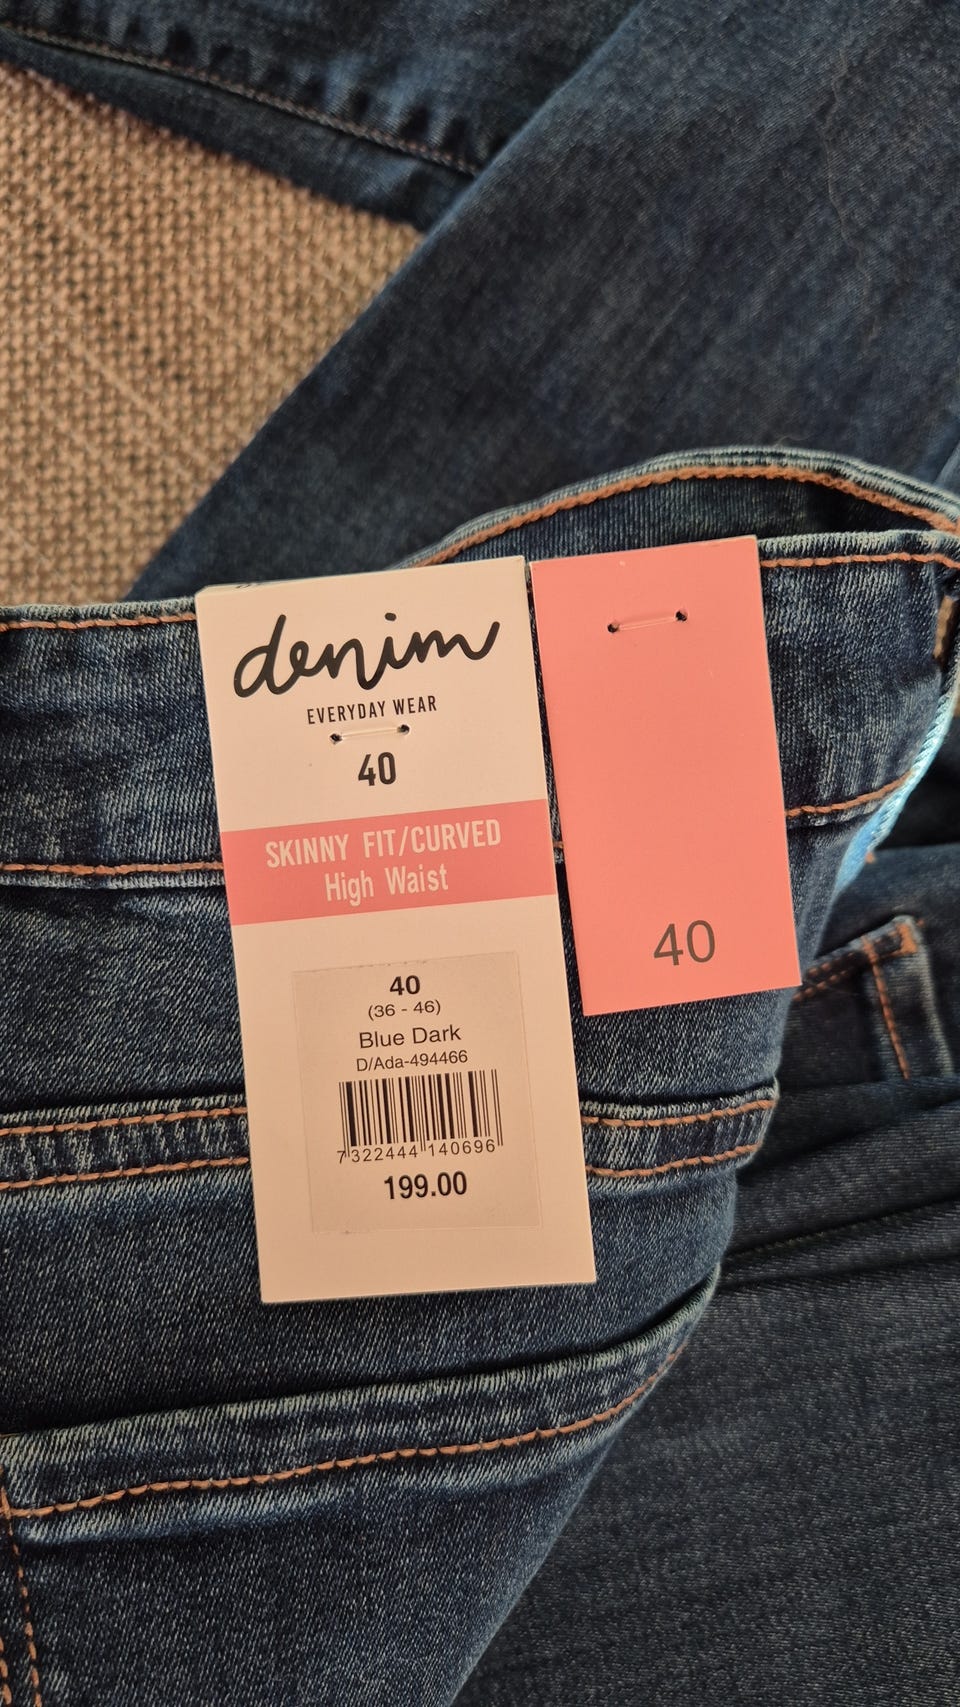 denim
EVERYDAY WEAR
40
SKINNY FIT/CURVED
High Waist
40
(36 - 46)
Blue Dark
D/Ada-494466
7 322444 140696
199.00
40